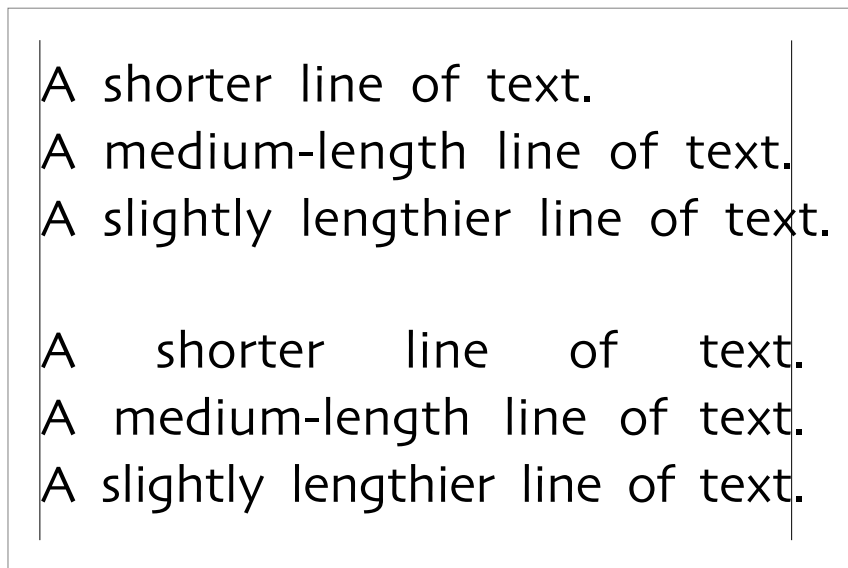 A shorter line of text.
A medium-length line of text.
A slightly lengthier line of text.
A shorter line of text.
A medium-length line of text.
A slightly lengthier line of text.